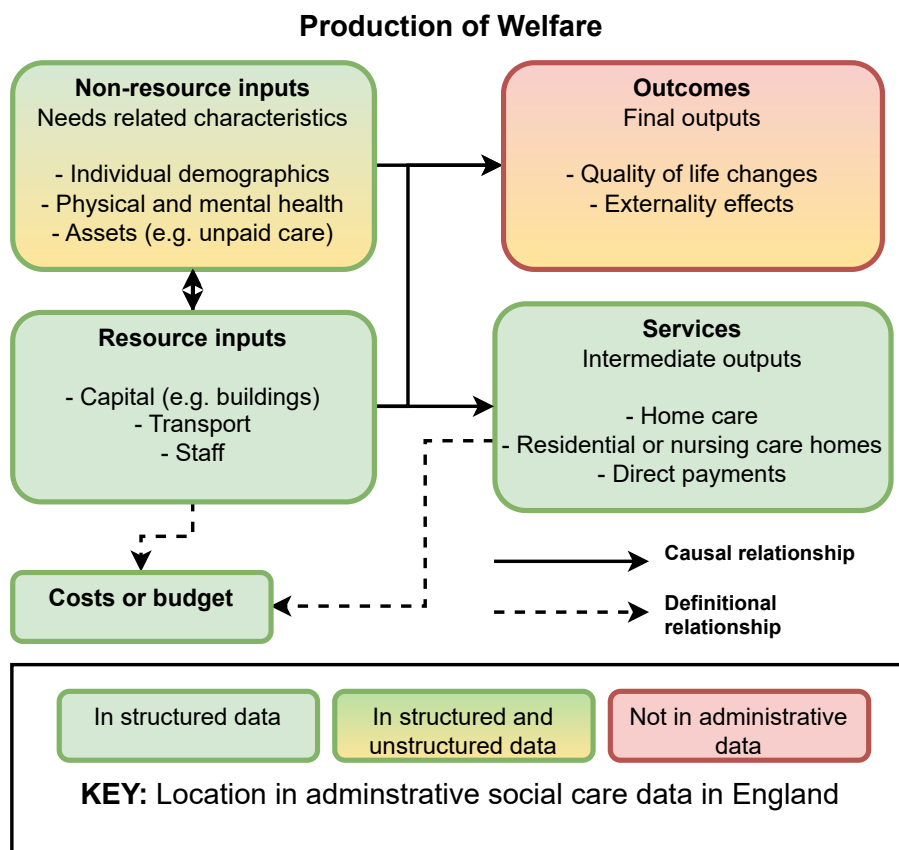 Production of Welfare
Non-resource inputs
Needs related characteristics
- Individual demographics
- Physical and mental health
- Assets (e.g. unpaid care)
Outcomes
Final outputs
- Quality of life changes
- Externality effects
Resource inputs
- Capital (e.g. buildings)
- Transport
- Staff
Services
Intermediate outputs
- Home care
- Residential or nursing care homes
- Direct payments
Costs or budget
Causal relationship
Definitional
relationship
In structured data
In structured and
unstructured data
Not in administrative
data
KEY: Location in adminstrative social care data in England